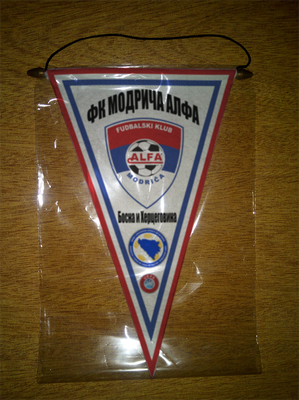 ФК МОДРИЧА АЛФА
FUDBALSKI KLUB
ALFA
MODRIČA
Босна и Херцеговина